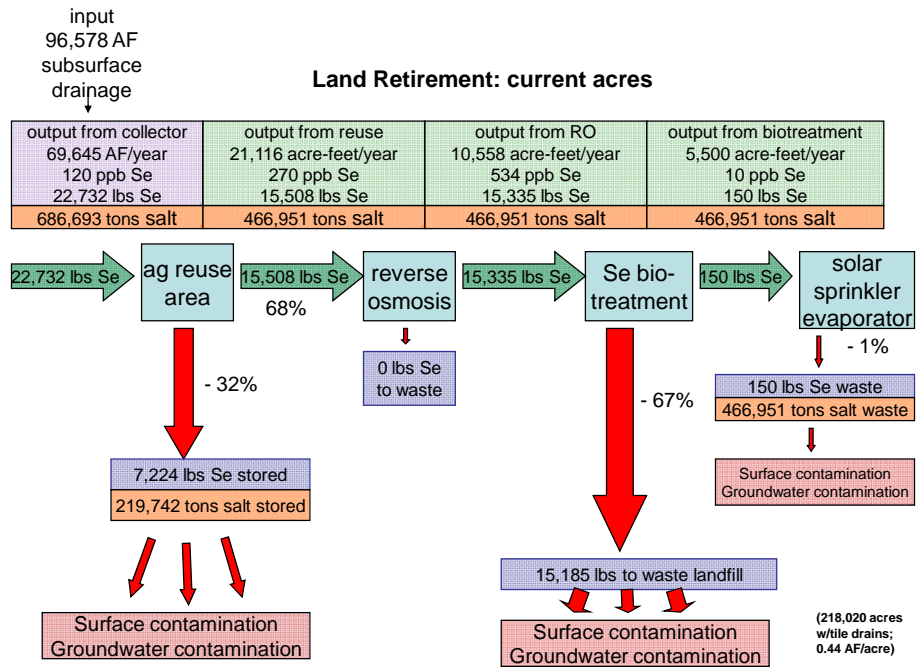 input
96,578 AF
subsurface
drainage
Land Retirement: current acres
output from collector
69,645 AF/year
120 ppb Se
22,732 lbs Se
686,693 tons salt
output from reuse
21,116 acre-feet/year
270 ppb Se
15,508 lbs Se
466,951 tons salt
output from RO
10,558 acre-feet/year
534 ppb Se
15,335 lbs Se
466,951 tons salt
output from biotreatment
5,500 acre-feet/year
10 ppb Se
150 lbs Se
466,951 tons salt
22,732 lbs Se
ag reuse
area
15,508 lbs Se
68%
reverse
osmosis
15,335 lbs Se
Se bio-
treatment
150 lbs Se
solar
sprinkler
evaporator
- 32%
0 lbs Se
to waste
- 67%
- 1%
150 lbs Se waste
466,951 tons salt waste
Surface contamination
Groundwater contamination
7,224 lbs Se stored
219,742 tons salt stored
Surface contamination
Groundwater contamination
15,185 lbs to waste landfill
Surface contamination
Groundwater contamination
(218,020 acres
w/tile drains;
0.44 AF/acre)